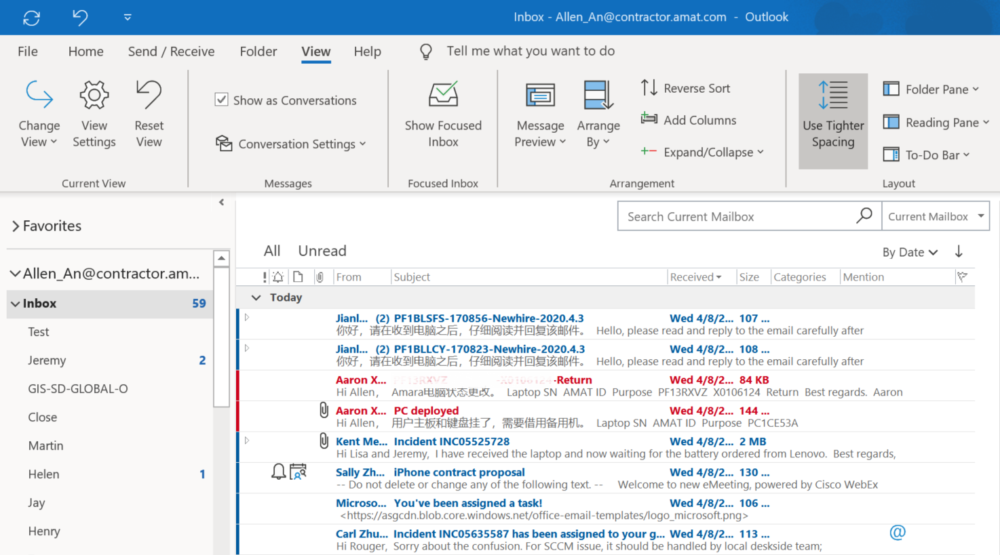 Inbox - Allen_An@contractor.amat.com - Outlook
File Home Send / Receive Folder View Help Tell me what you want to do
Change View
View Settings
Reset View
Current View
Show as Conversations
Conversation Settings
Messages
Show Focused Inbox
Focused Inbox
Message Preview
Arrange By
Reverse Sort
Add Columns
Expand/Collapse
Arrangement
Use Tighter Spacing
Folder Pane
Reading Pane
To-Do Bar
Layout
Favorites
Allen_An@contractor.am...
Inbox 59
Test
Jeremy 2
GIS-SD-GLOBAL-O
Close
Martin
Helen 1
Jay
Henry
Search Current Mailbox Current Mailbox
All Unread By Date
From Subject Received Size Categories Mention
Today
Jianl... (2) PF1BLSFS-170856-Newhire-2020.4.3 Wed 4/8/2... 107 ...
你好，请在收到电脑之后，仔细阅读并回复该邮件。 Hello, please read and reply to the email carefully after
Jianl... (2) PF1BLLCY-170823-Newhire-2020.4.3 Wed 4/8/2... 108 ...
你好，请在收到电脑之后，仔细阅读并回复该邮件。 Hello, please read and reply to the email carefully after
Aaron X... -Return Wed 4/8/2... 84 KB
Hi Allen， Amara电脑状态更改。 Laptop SN AMAT ID Purpose PF13RXVZ X0106124 Return Best regards. Aaron
Aaron X... PC deployed Wed 4/8/2... 144 ...
Hi Allen， 用户主板和键盘挂了，需要借用备用机。 Laptop SN AMAT ID Purpose PC1CE53A
Kent Me... Incident INC05525728 Wed 4/8/2... 2 MB
Hi Lisa and Jeremy, I have received the laptop and now waiting for the battery ordered from Lenovo. Best regards,
Sally Zh... iPhone contract proposal Wed 4/8/2... 130 ...
-- Do not delete or change any of the following text. -- Welcome to new eMeeting, powered by Cisco WebEx
Microso... You've been assigned a task! Wed 4/8/2... 106 ...
<https://asgcdn.blob.core.windows.net/office-email-templates/logo_microsoft.png>
Carl Zhu... Incident INC05635587 has been assigned to your g... Wed 4/8/2... 113 ... @
Hi Rouger, Sorry about the confusion. For SCCM issue, it should be handled by local deskside team;